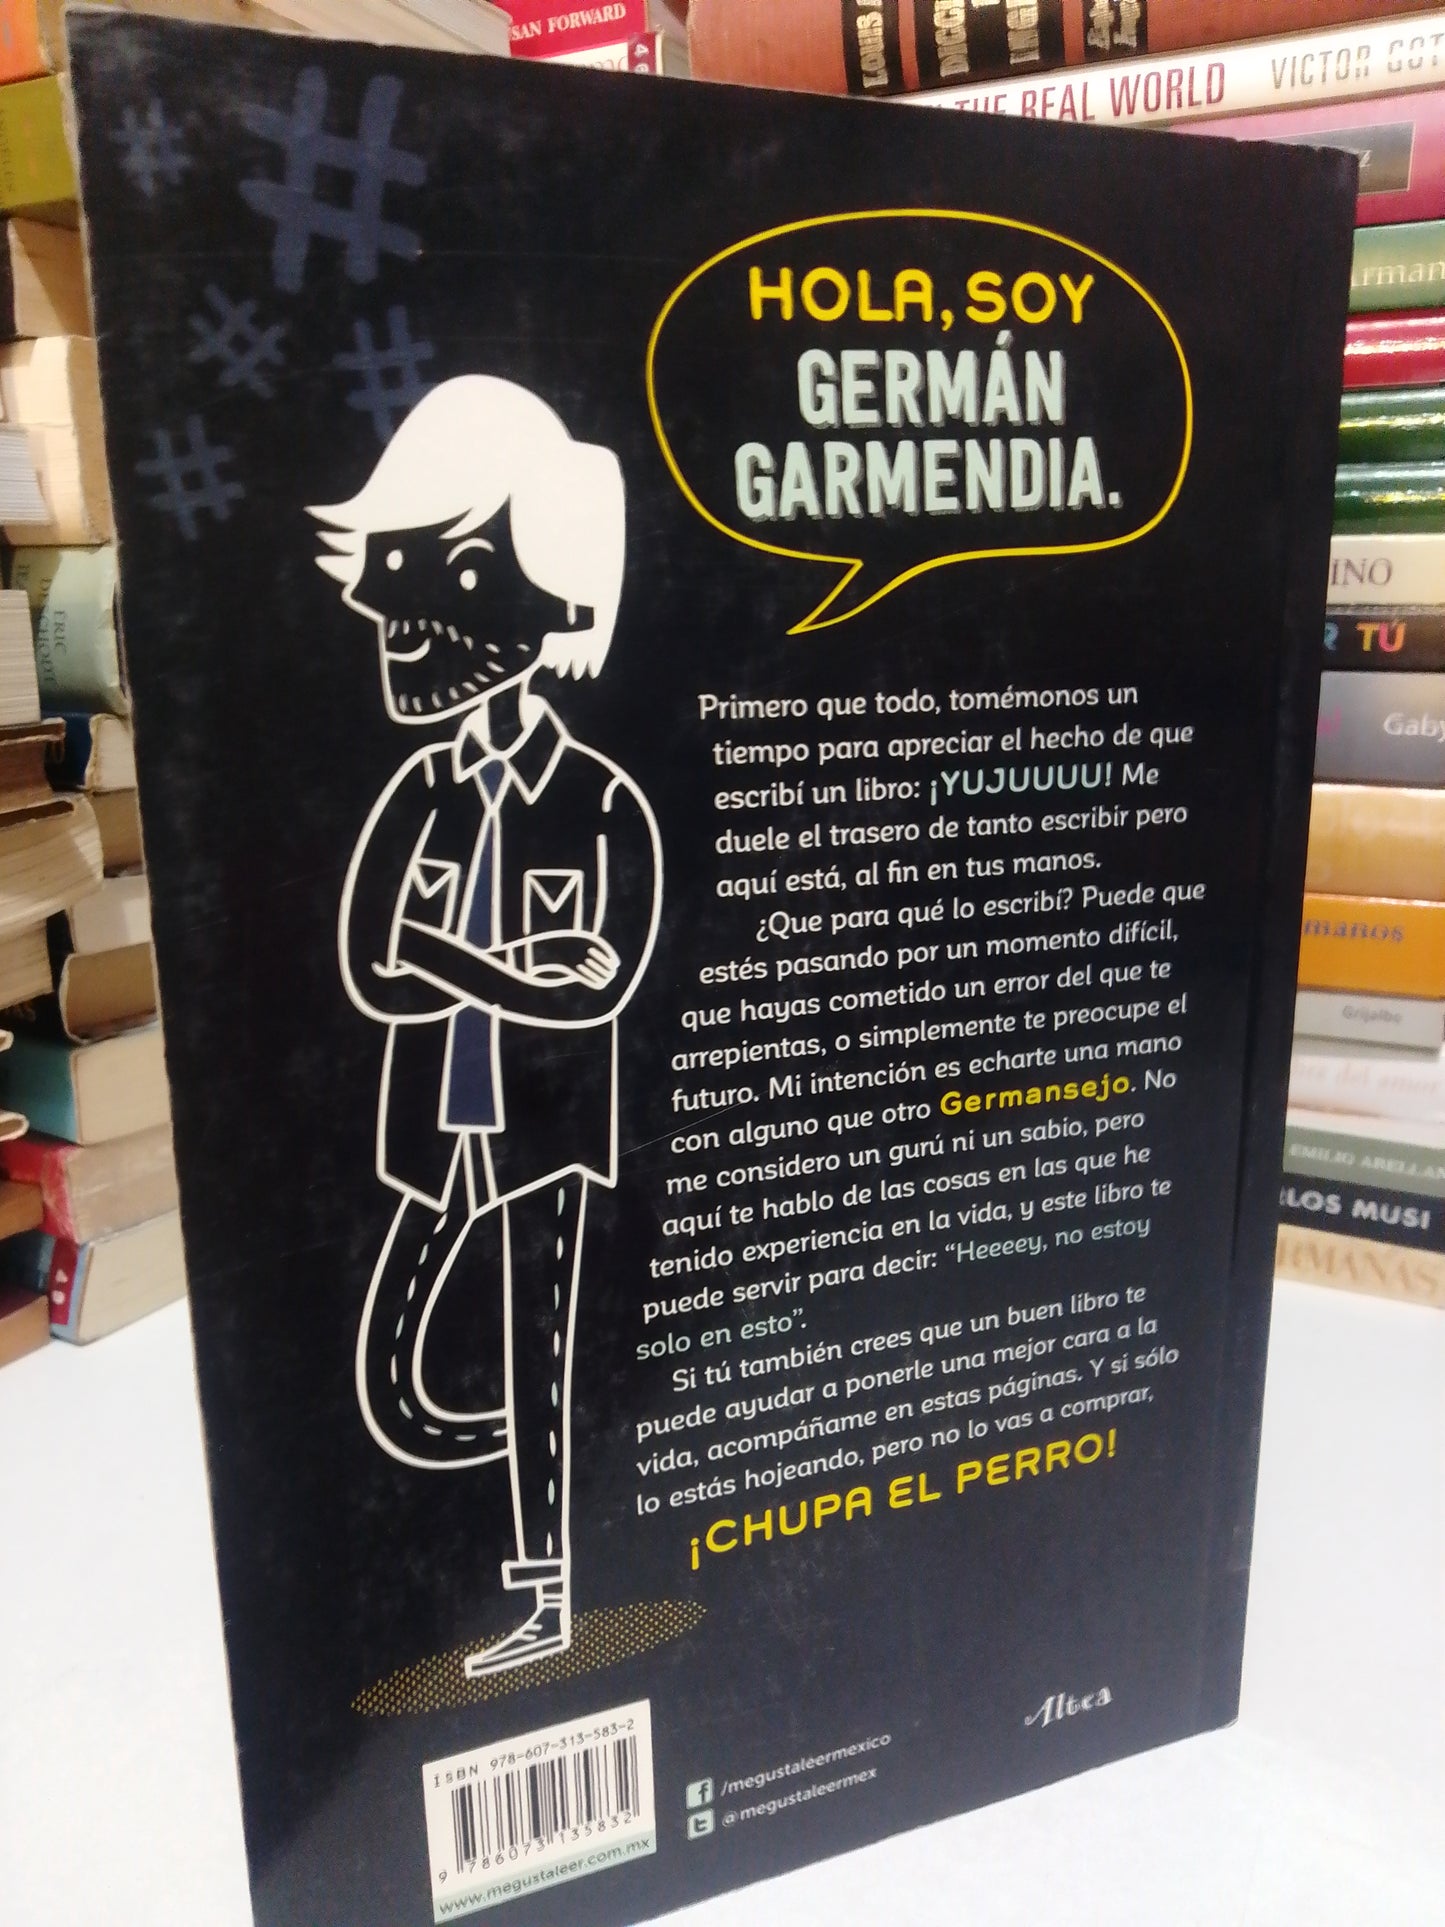 SAN FORWARD
THE REAL WORLD
VICTOR
HOLA, SOY
GERMÁN
GARMENDIA.
Primero que todo, tomémonos un
tiempo para apreciar el hecho de que
escribí un libro: ¡YUJUUUU! Me
duele el trasero de tanto escribir pero
aquí está, al fin en tus manos.
¿Que para qué lo escribí? Puede que
estés pasando por un momento difícil,
que hayas cometido un error del que te
arrepientas, o simplemente te preocupe el
futuro. Mi intención es echarte una mano
con alguno que otro Germansejo. No
me considero un gurú ni un sabio, pero
aquí te hablo de las cosas en las que he
tenido experiencia en la vida, y este libro te
puede servir para decir: “Heeeey, no estoy
solo en esto”.
Si tú también crees que un buen libro te
puede ayudar a ponerle una mejor cara a la
vida, acompáñame en estas páginas. Y si sólo
lo estás hojeando, pero no lo vas a comprar,
¡CHUPA EL PERRO!
Altea
/megustaleermexico
@megustaleermex
ISBN 978-607-313-583-2
9 786073 135832
www.megustaleer.com.mx
INO
TÚ
Gaby
manos
Grijalbo
del amor
EMILIO ARELLAN
LOS MUSI
RMANAS